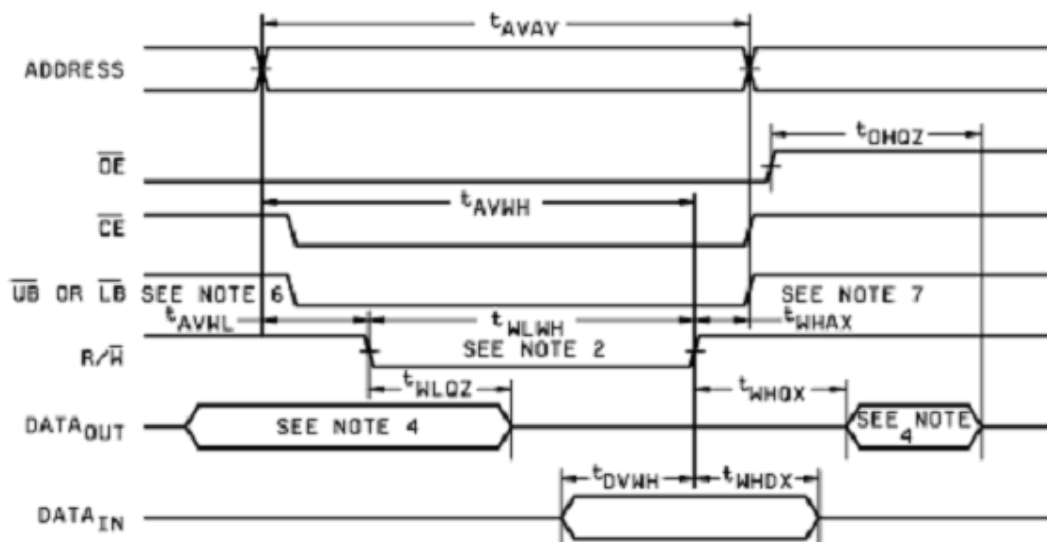 tAVAV
ADDRESS
tOHQZ
OE
tAVWH
CE
UB OR LB SEE NOTE 6 SEE NOTE 7
tAVWL tWLWH tWHAX
R/W SEE NOTE 2
tWLQZ tWHQX
DATAOUT SEE NOTE 4 SEE NOTE 4
tDVWH tWHDX
DATAIN